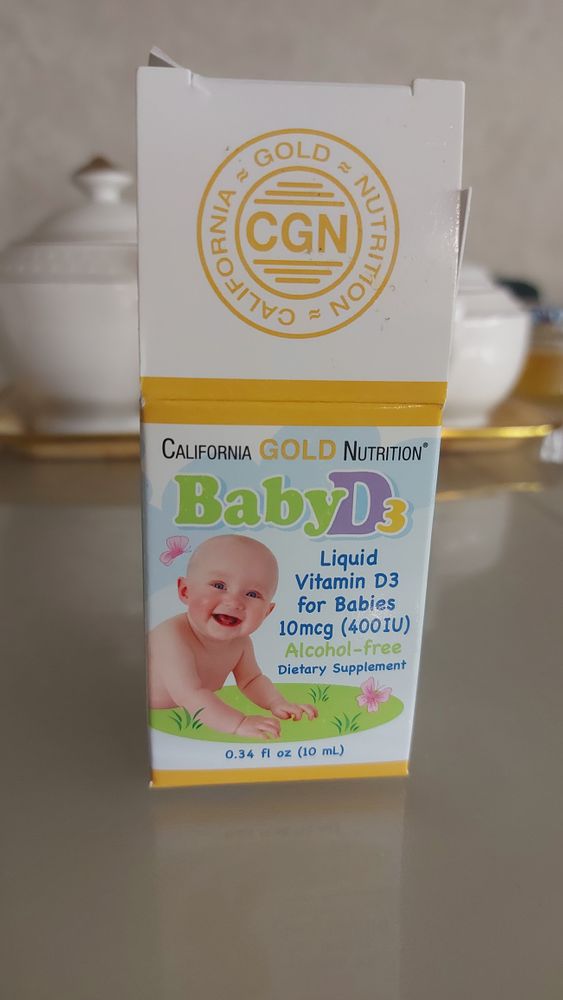 CALIFORNIA ≈ GOLD ≈ NUTRITION ≈
CGN
CALIFORNIA GOLD NUTRITION®
BabyD3
Liquid
Vitamin D3
for Babies
10mcg (400IU)
Alcohol-free
Dietary Supplement
0.34 fl oz (10 mL)